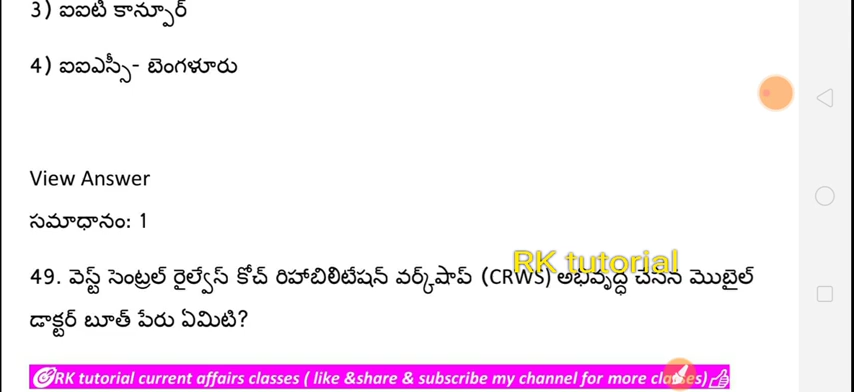 3) ఐఐటి కాన్పూర్
4) ఐఐఎస్సీ- బెంగళూరు
View Answer
సమాధానం: 1
RK tutorial
49. వెస్ట్ సెంట్రల్ రైల్వేస్ కోచ్ రిహాబిలిటేషన్ వర్క్‌షాప్ (CRWS) అభివృద్ధి చేసిన మొబైల్
డాక్టర్ బూత్ పేరు ఏమిటి?
RK tutorial current affairs classes ( like &share & subscribe my channel for more classes)